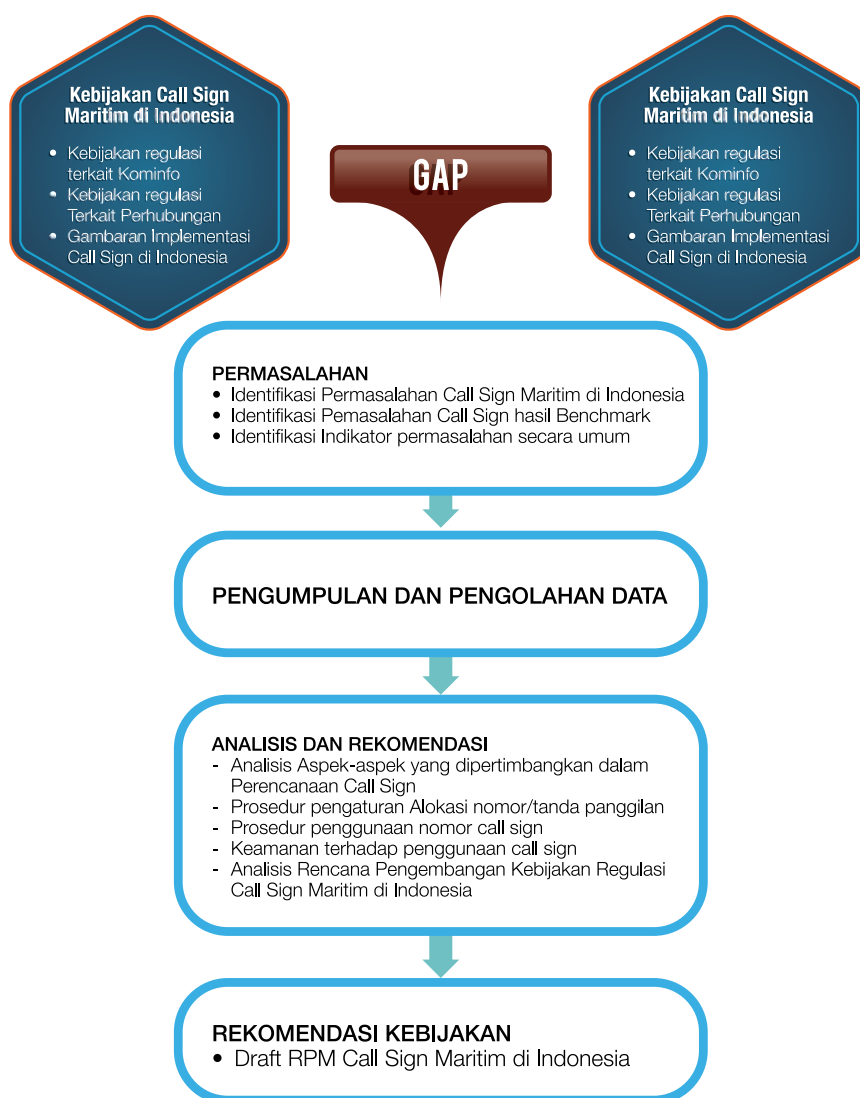 Kebijakan Call Sign
Maritim di Indonesia
• Kebijakan regulasi
terkait Kominfo
• Kebijakan regulasi
Terkait Perhubungan
• Gambaran Implementasi
Call Sign di Indonesia
GAP
Kebijakan Call Sign
Maritim di Indonesia
• Kebijakan regulasi
terkait Kominfo
• Kebijakan regulasi
Terkait Perhubungan
• Gambaran Implementasi
Call Sign di Indonesia
PERMASALAHAN
• Identifikasi Permasalahan Call Sign Maritim di Indonesia
• Identifikasi Pemasalahan Call Sign hasil Benchmark
• Identifikasi Indikator permasalahan secara umum
PENGUMPULAN DAN PENGOLAHAN DATA
ANALISIS DAN REKOMENDASI
- Analisis Aspek-aspek yang dipertimbangkan dalam
Perencanaan Call Sign
- Prosedur pengaturan Alokasi nomor/tanda panggilan
- Prosedur penggunaan nomor call sign
- Keamanan terhadap penggunaan call sign
- Analisis Rencana Pengembangan Kebijakan Regulasi
Call Sign Maritim di Indonesia
REKOMENDASI KEBIJAKAN
• Draft RPM Call Sign Maritim di Indonesia